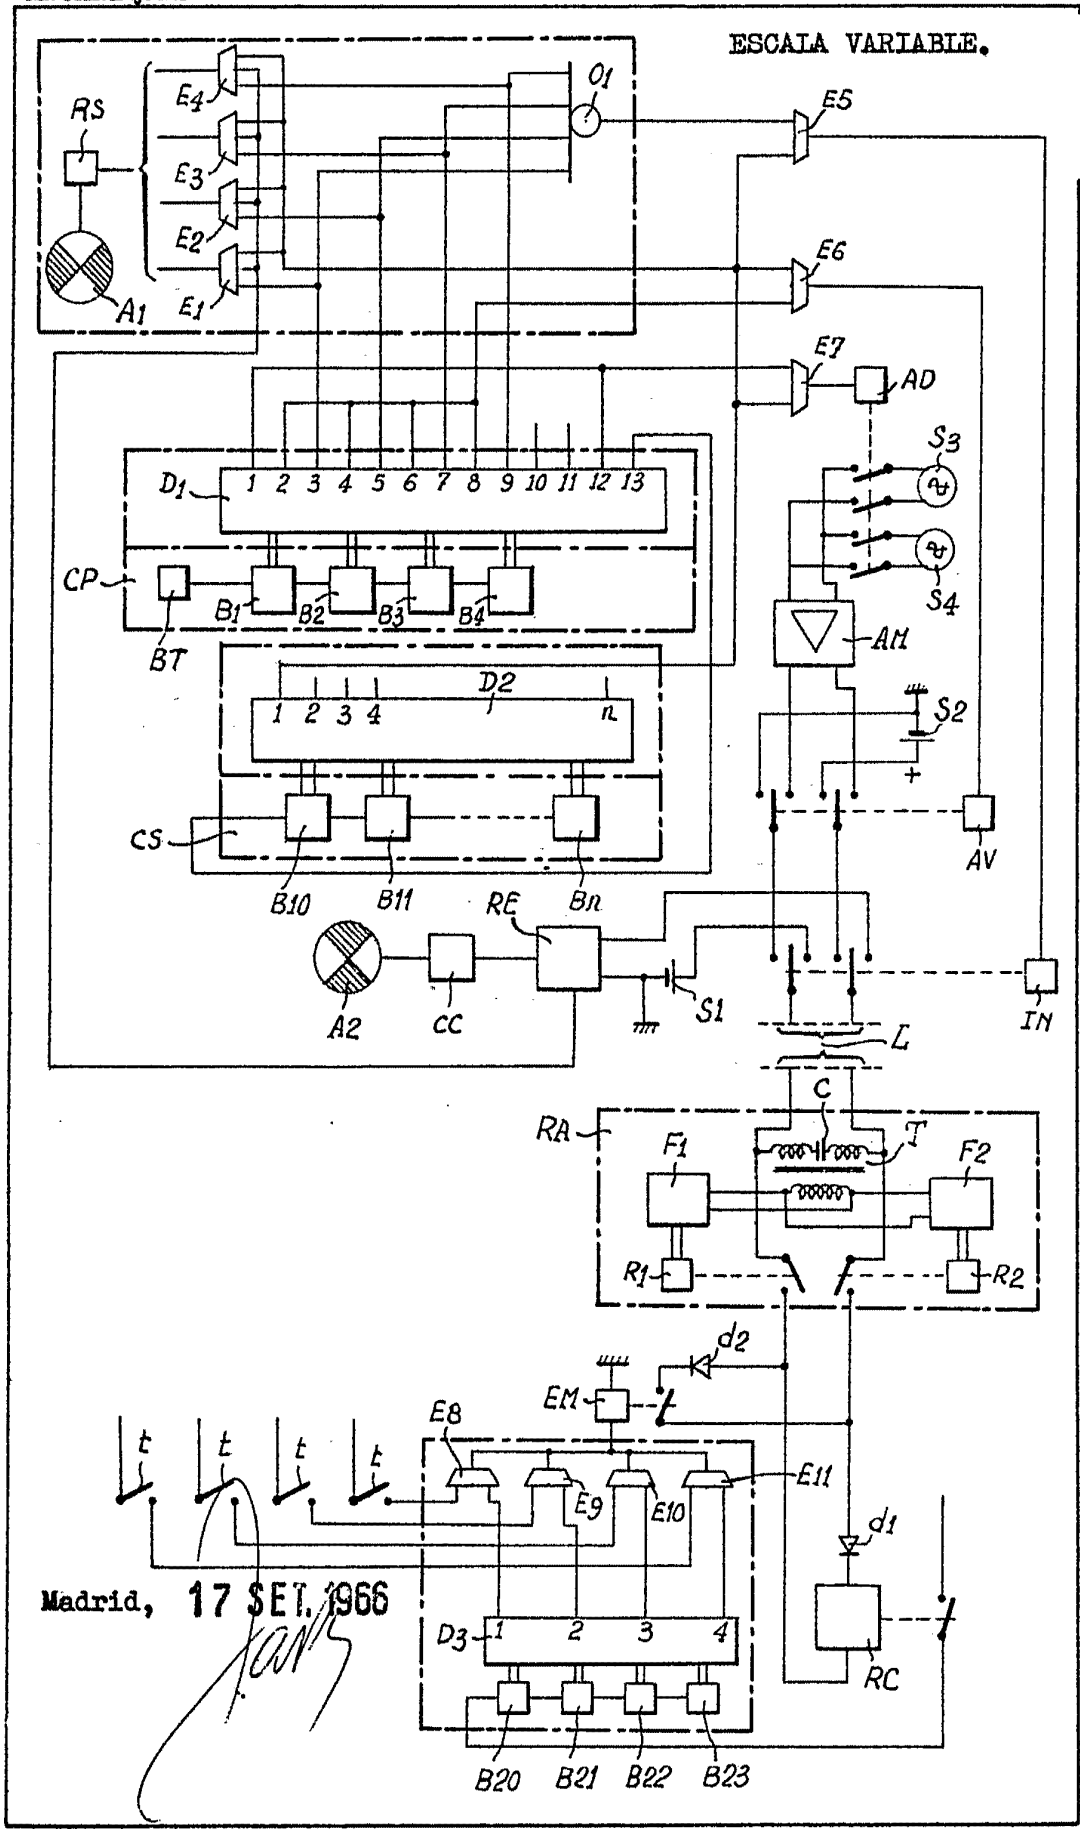 ESCALA VARIABLE.
E4
O1
E5
RS
E3
E2
E6
A1
E1
E7
AD
S3
D1
1 2 3 4 5 6 7 8 9 10 11 12 13
S4
CP
B1 B2 B3 B4
AM
BT
D2
1 2 3 4 n
S2
+
CS
AV
B10 B11 Bn
RE
A2 CC S1 IN
L
C
RA T
F1 F2
R1 R2
d2
EM
E8
t t t t
E9 E10 E11
d1
Madrid, 17 SET. 1966
D3 1 2 3 4
RC
B20 B21 B22 B23